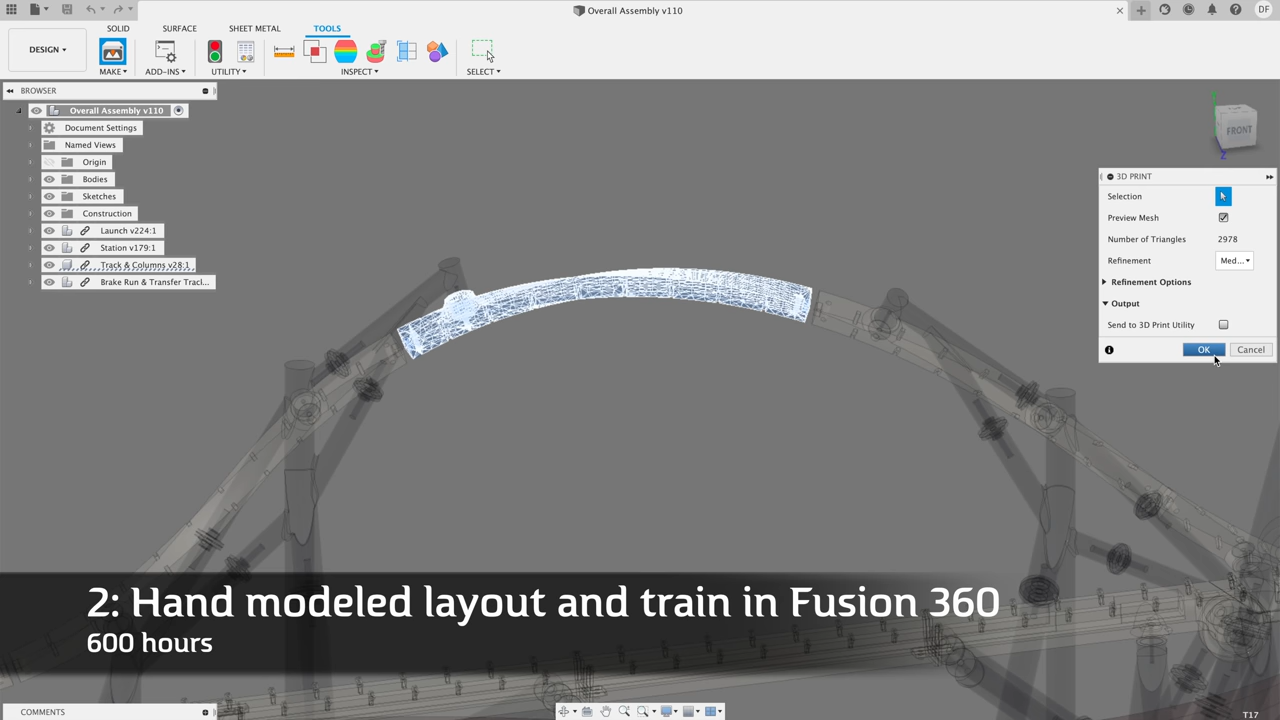 Overall Assembly v110
DF
SOLID
SURFACE
SHEET METAL
TOOLS
DESIGN
MAKE
ADD-INS
UTILITY
INSPECT
SELECT
BROWSER
Overall Assembly v110
Document Settings
Named Views
Origin
Bodies
Sketches
Construction
Launch v224:1
Station v179:1
Track & Columns v28:1
Brake Run & Transfer Tracl...
FRONT
Z
3D PRINT
Selection
Preview Mesh
Number of Triangles 2978
Refinement Med...
Refinement Options
Output
Send to 3D Print Utility
OK Cancel
2: Hand modeled layout and train in Fusion 360
600 hours
COMMENTS
T17